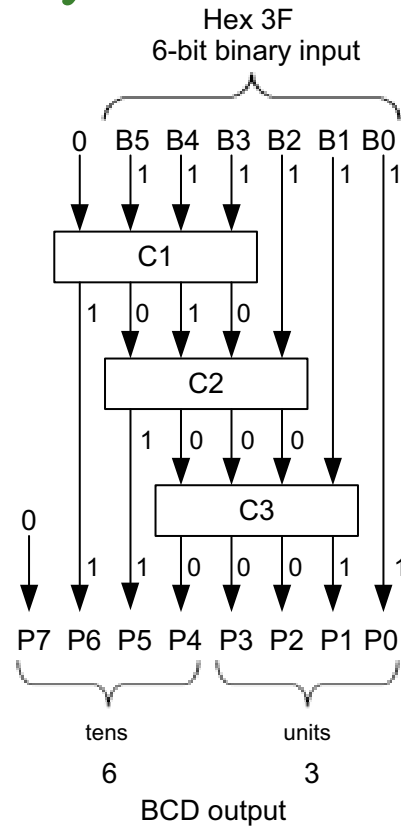 Hex 3F
6-bit binary input
0 B5 B4 B3 B2 B1 B0
1 1 1 1 1 1
C1
1 0 1 0
C2
1 0 0 0
C3
0
1 1 0 0 0 1 1
P7 P6 P5 P4 P3 P2 P1 P0
tens units
6 3
BCD output